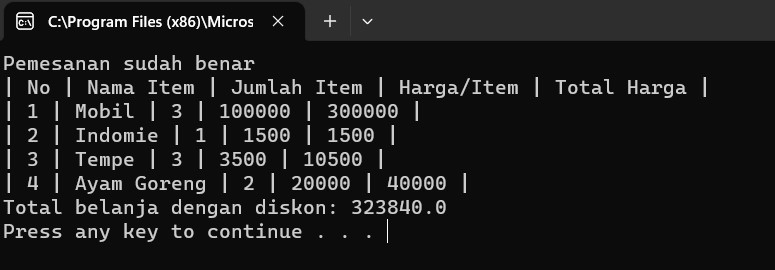 C:\Program Files (x86)\Micros
Pemesanan sudah benar
| No | Nama Item | Jumlah Item | Harga/Item | Total Harga |
| 1 | Mobil | 3 | 100000 | 300000 |
| 2 | Indomie | 1 | 1500 | 1500 |
| 3 | Tempe | 3 | 3500 | 10500 |
| 4 | Ayam Goreng | 2 | 20000 | 40000 |
Total belanja dengan diskon: 323840.0
Press any key to continue . . .